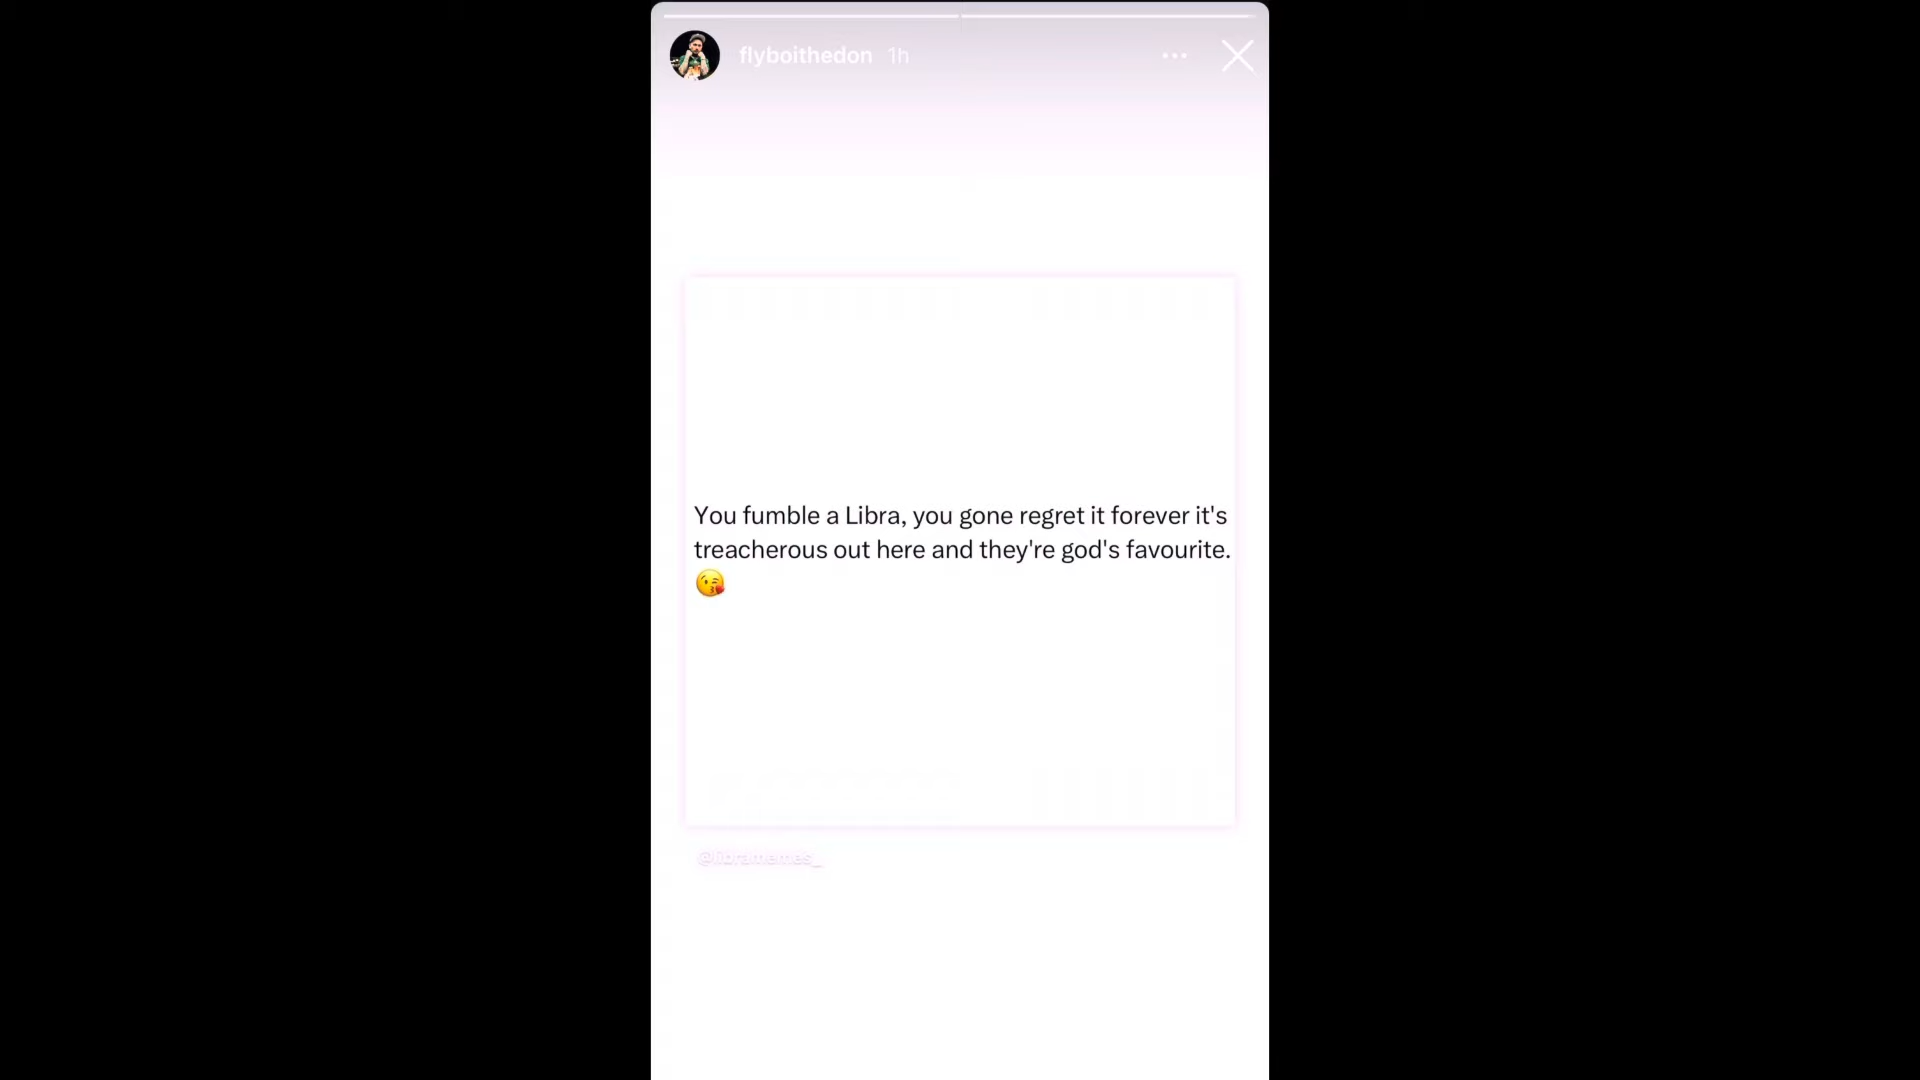 flyboithedon 1h
You fumble a Libra, you gone regret it forever it's
treacherous out here and they're god's favourite.
😘
@libramemes_